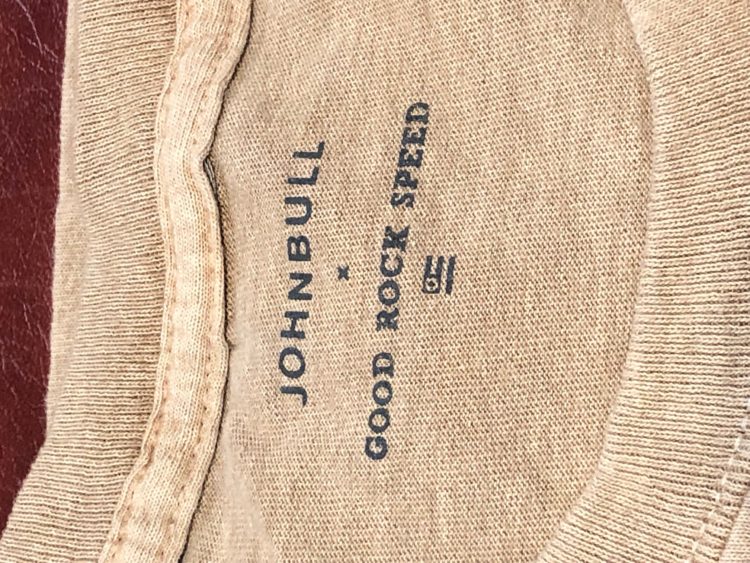 JOHNBULL
×
GOOD ROCK SPEED